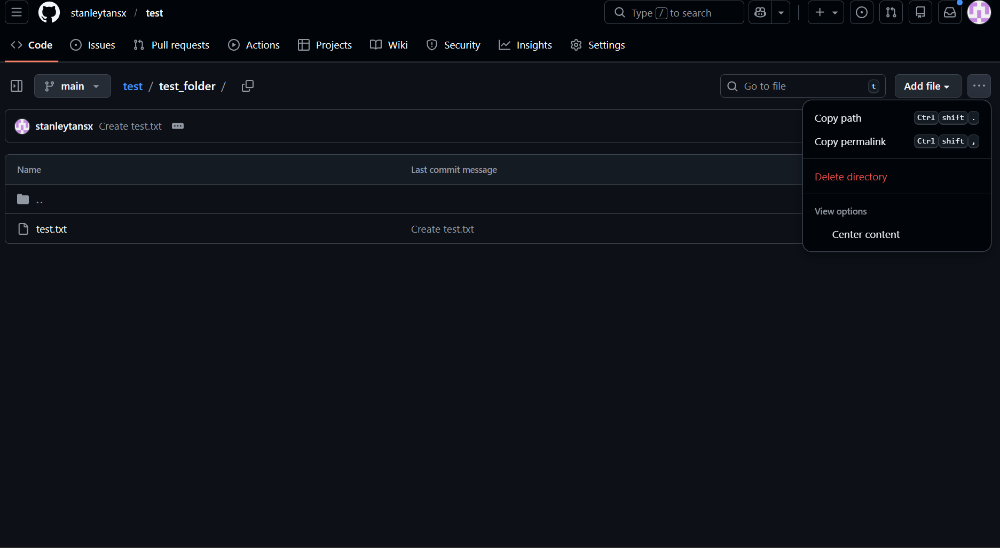 stanleytansx / test
Type / to search
Code Issues Pull requests Actions Projects Wiki Security Insights Settings
main test / test_folder /
Go to file t
Add file
stanleytansx Create test.txt
Copy path Ctrl shift .
Copy permalink Ctrl shift ,
Delete directory
View options
Center content
Name Last commit message
..
test.txt Create test.txt